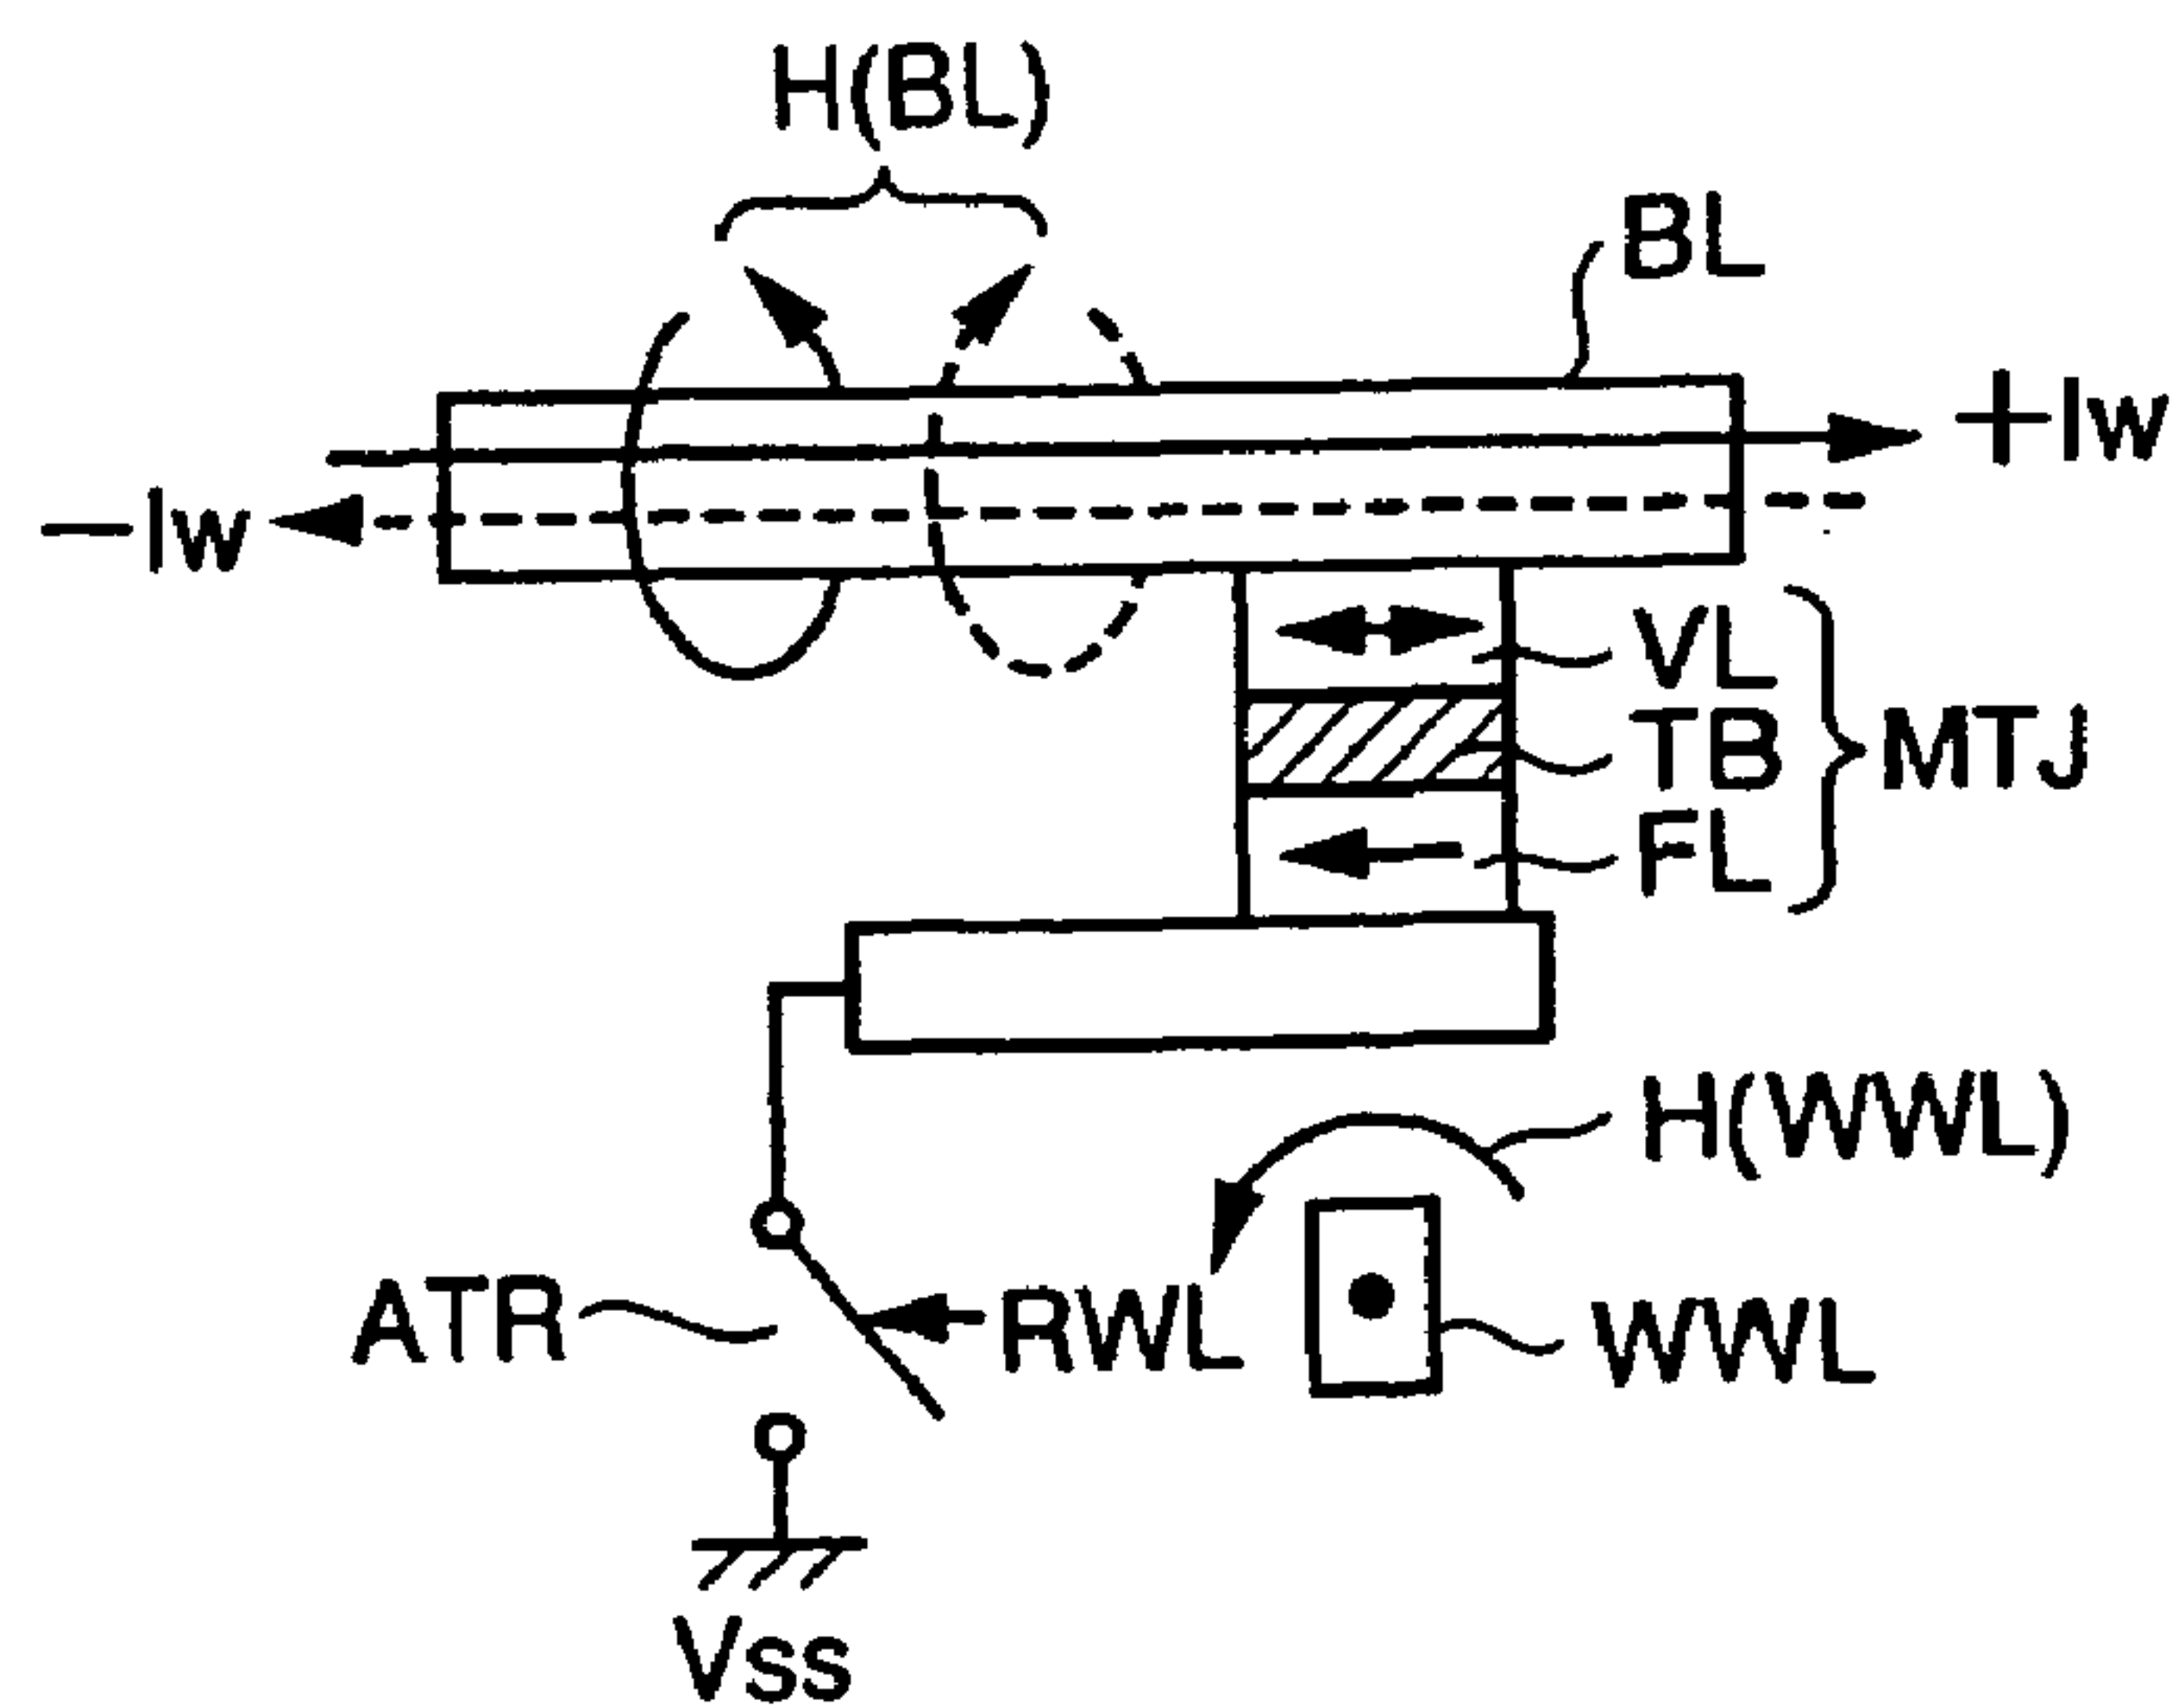 H(BL)
BL
+Iw
−Iw
VL
TB
MTJ
FL
H(WWL)
ATR
RWL
WWL
Vss